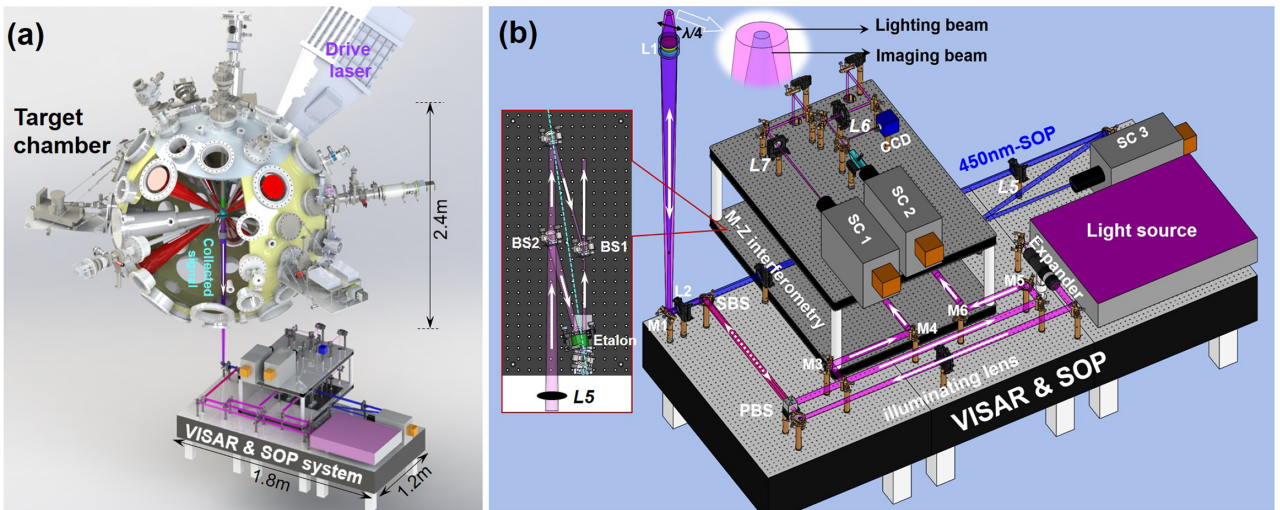 (a)
Drive
laser
Target
chamber
Collected
signal
2.4m
VISAR & SOP system
1.8m
1.2m
(b)
λ/4
L1
Lighting beam
Imaging beam
BS2
BS1
Etalon
L5
L6
L7
CCD
SC 1
SC 2
M-Z interferometry
450nm-SOP
L5
SC 3
Light source
Expander
L2
M1
SBS
M5
M6
M4
M3
PBS
illuminating lens
VISAR & SOP